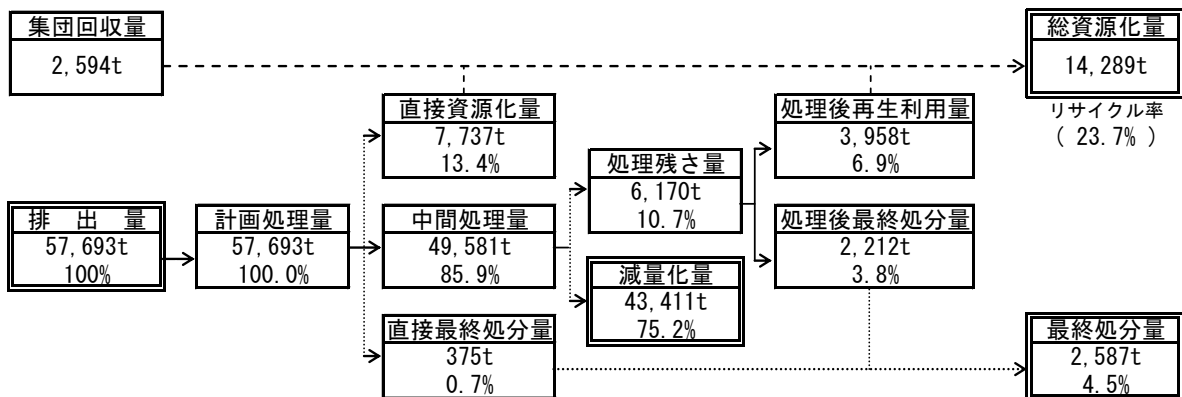 集団回収量
2,594t
総資源化量
14,289t
リサイクル率
( 23.7% )
直接資源化量
7,737t
13.4%
処理後再生利用量
3,958t
6.9%
処理残さ量
6,170t
10.7%
排 出 量
57,693t
100%
計画処理量
57,693t
100.0%
中間処理量
49,581t
85.9%
処理後最終処分量
2,212t
3.8%
減量化量
43,411t
75.2%
直接最終処分量
375t
0.7%
最終処分量
2,587t
4.5%